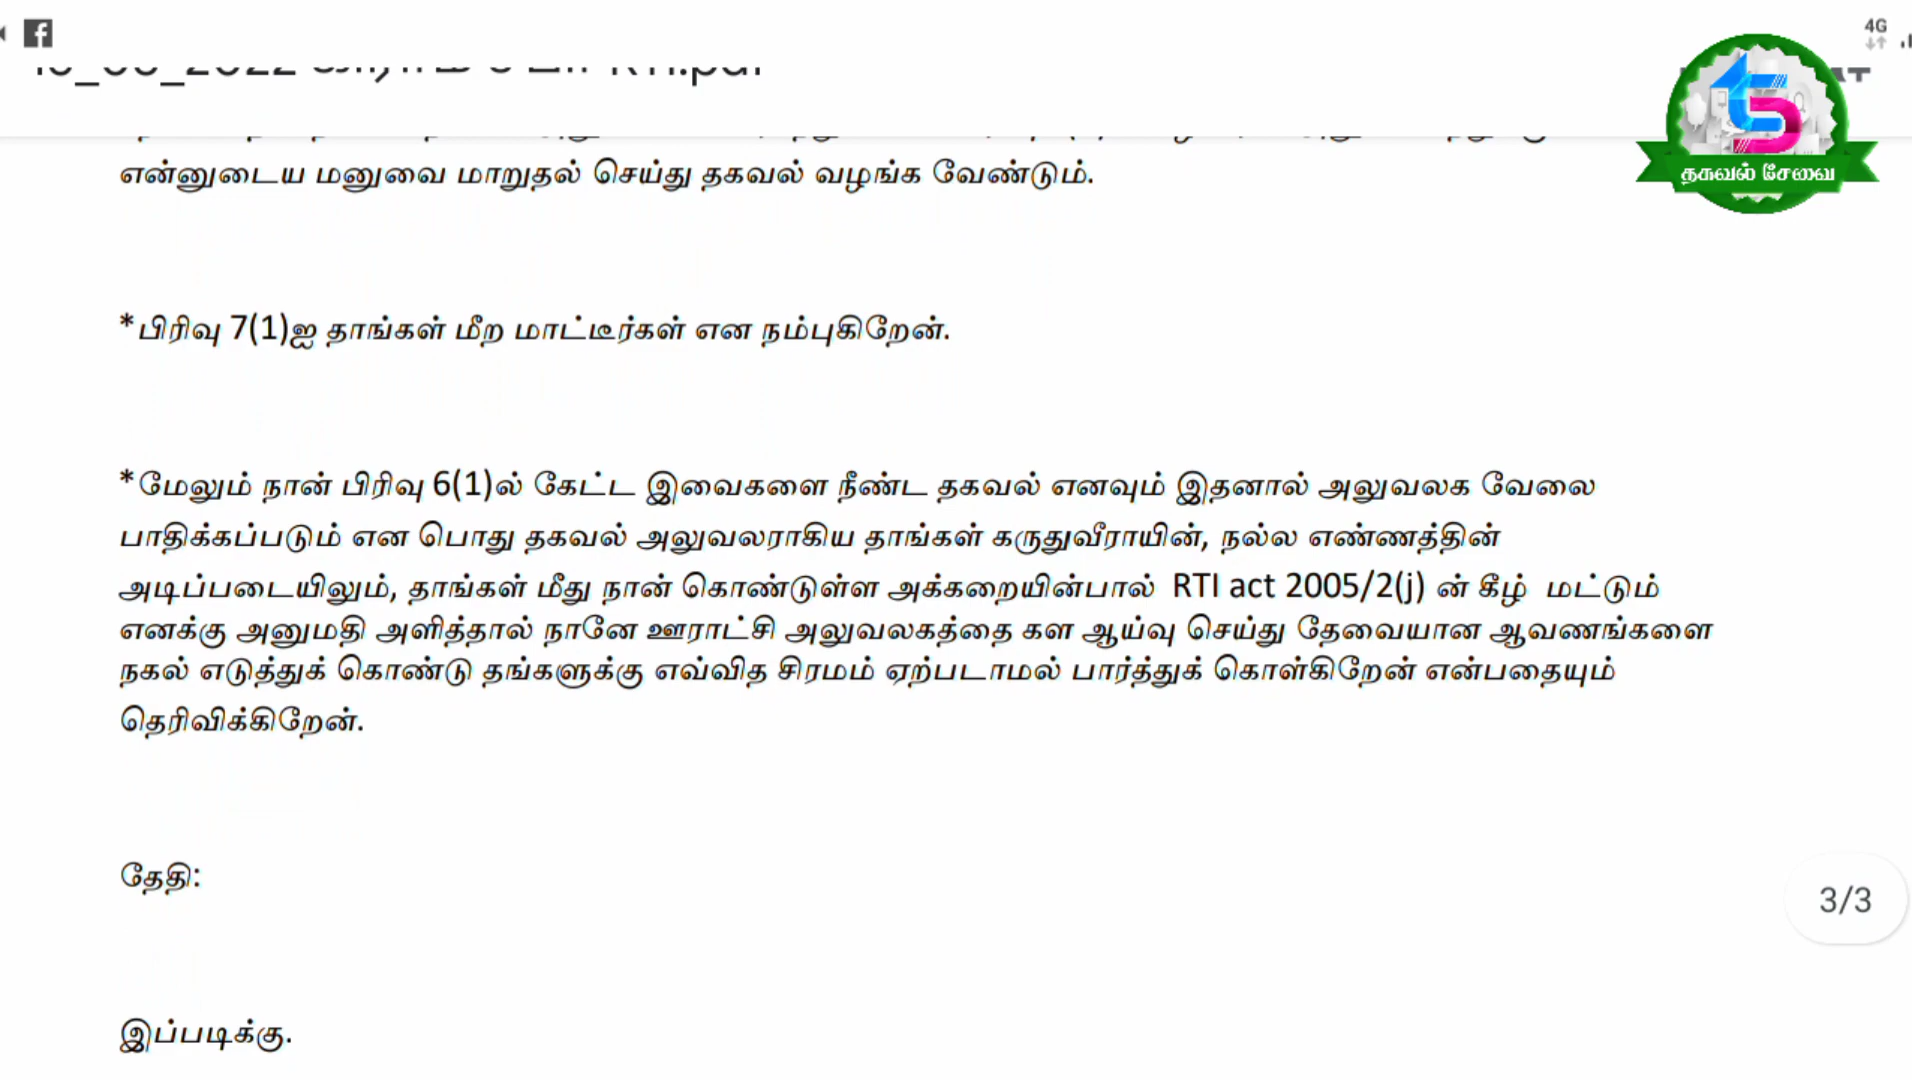 4G
தகவல் சேவை
என்னுடைய மனுவை மாறுதல் செய்து தகவல் வழங்க வேண்டும்.
*பிரிவு 7(1)ஐ தாங்கள் மீற மாட்டீர்கள் என நம்புகிறேன்.
*மேலும் நான் பிரிவு 6(1)ல் கேட்ட இவைகளை நீண்ட தகவல் எனவும் இதனால் அலுவலக வேலை
பாதிக்கப்படும் என பொது தகவல் அலுவலராகிய தாங்கள் கருதுவீராயின், நல்ல எண்ணத்தின்
அடிப்படையிலும், தாங்கள் மீது நான் கொண்டுள்ள அக்கறையின்பால் RTI act 2005/2(j) ன் கீழ் மட்டும்
எனக்கு அனுமதி அளித்தால் நானே ஊராட்சி அலுவலகத்தை கள ஆய்வு செய்து தேவையான ஆவணங்களை
நகல் எடுத்துக் கொண்டு தங்களுக்கு எவ்வித சிரமம் ஏற்படாமல் பார்த்துக் கொள்கிறேன் என்பதையும்
தெரிவிக்கிறேன்.
தேதி:
3/3
இப்படிக்கு.